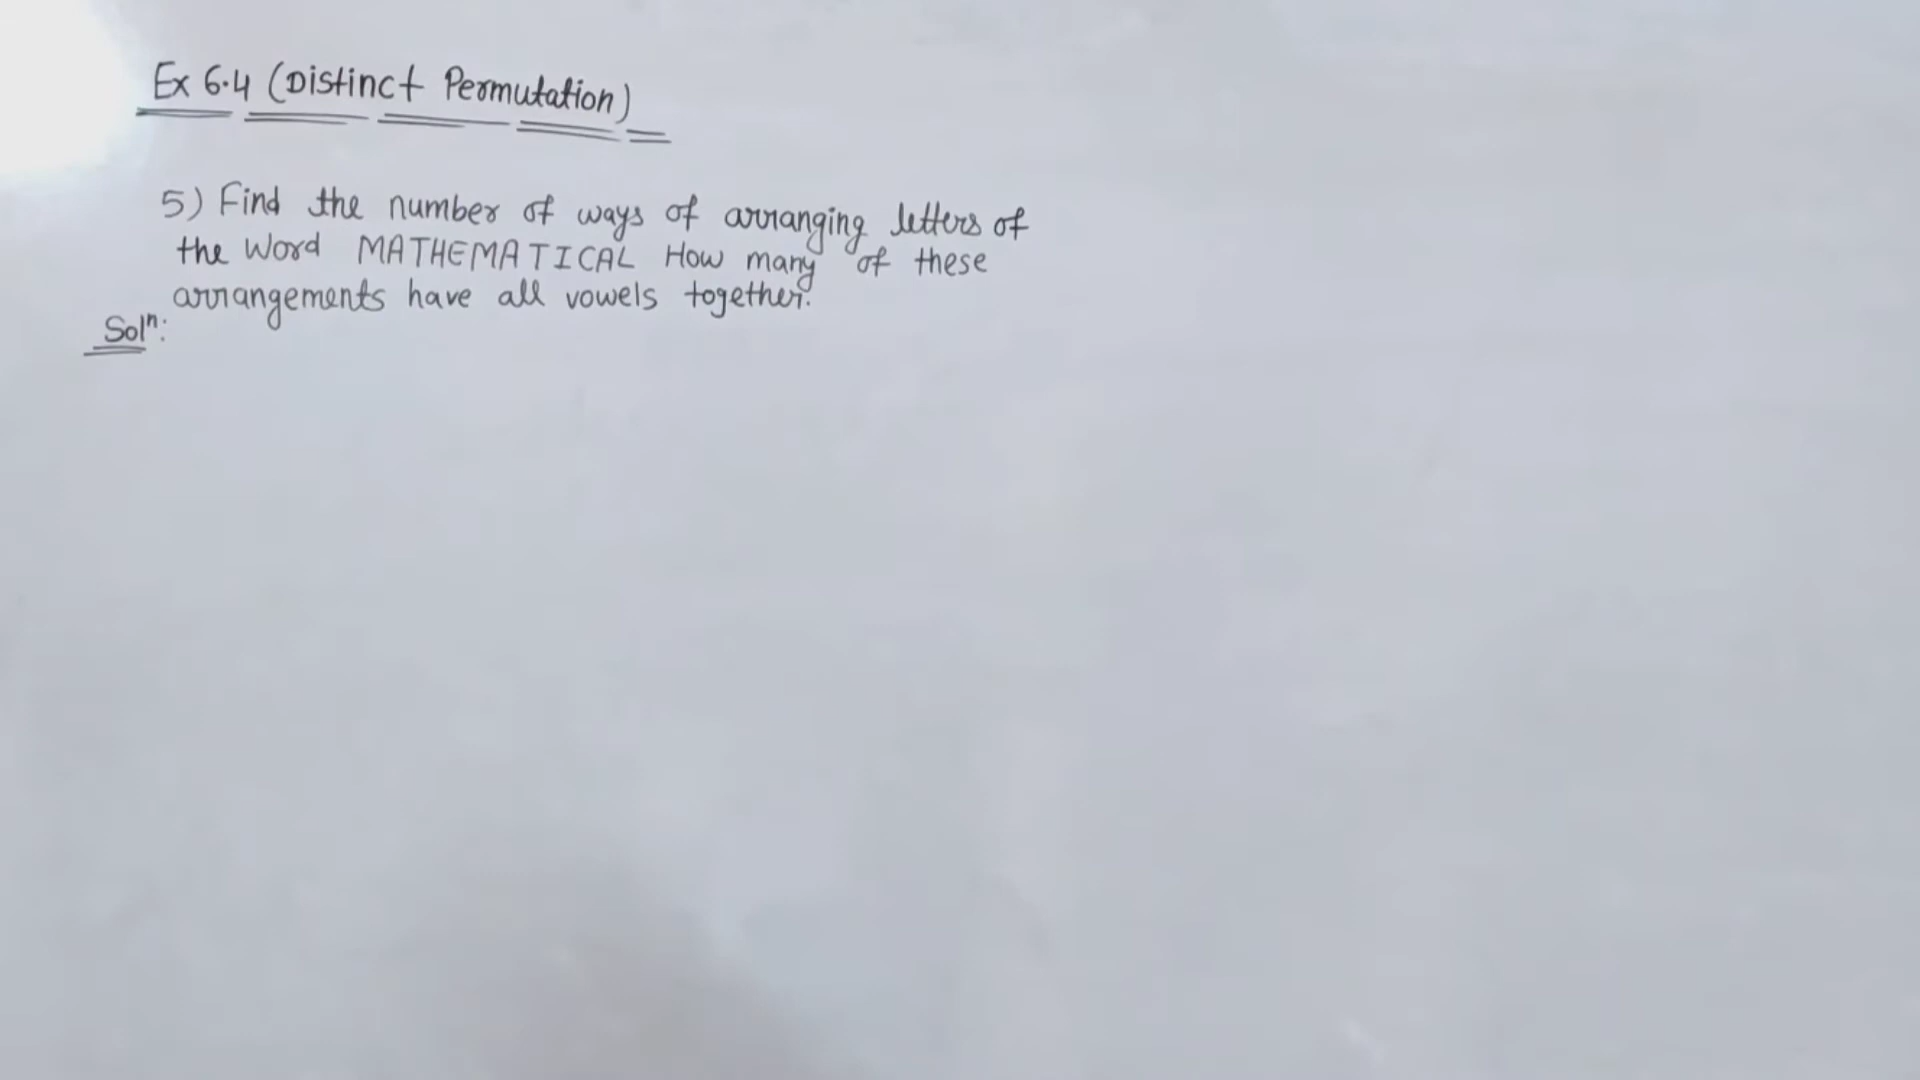 Ex 6.4 (Distinct Permutation)
5) Find the number of ways of arranging letters of
the Word MATHEMATICAL How many of these
arrangements have all vowels together.
Solⁿ: